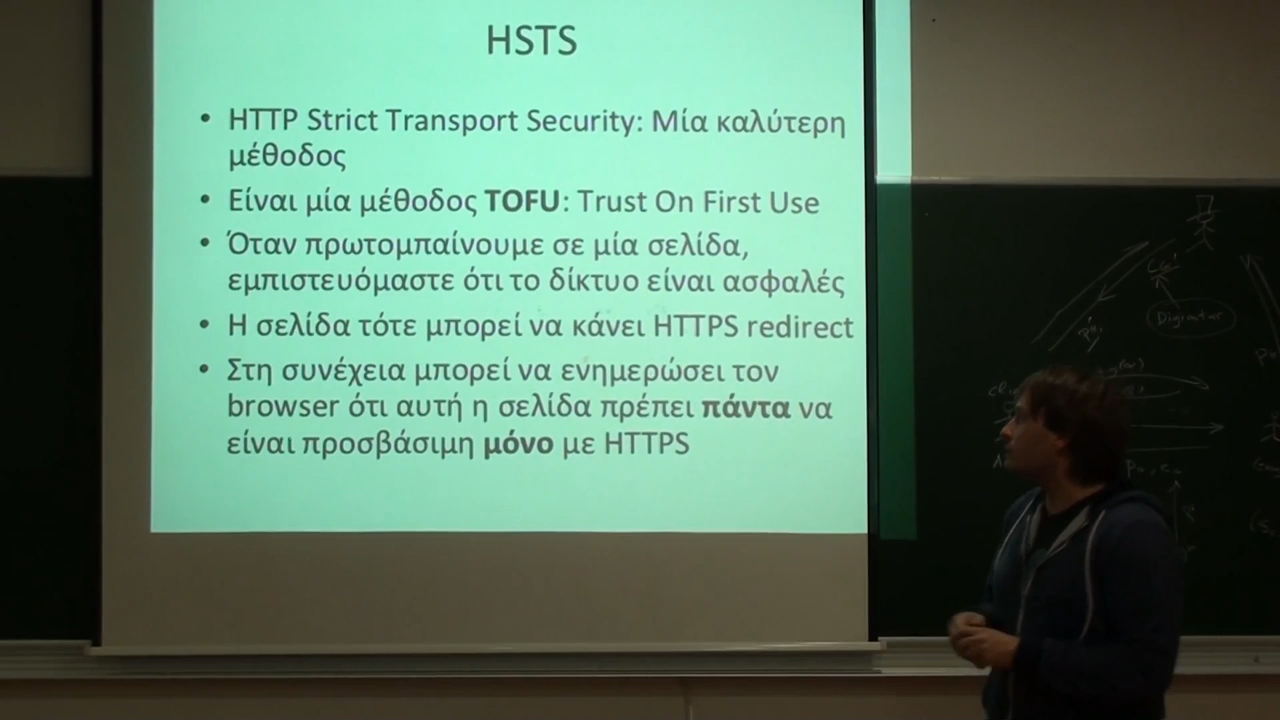 HSTS
• HTTP Strict Transport Security: Μία καλύτερη
μέθοδος
• Είναι μία μέθοδος TOFU: Trust On First Use
• Όταν πρωτομπαίνουμε σε μία σελίδα,
εμπιστευόμαστε ότι το δίκτυο είναι ασφαλές
• Η σελίδα τότε μπορεί να κάνει HTTPS redirect
• Στη συνέχεια μπορεί να ενημερώσει τον
browser ότι αυτή η σελίδα πρέπει πάντα να
είναι προσβάσιμη μόνο με HTTPS